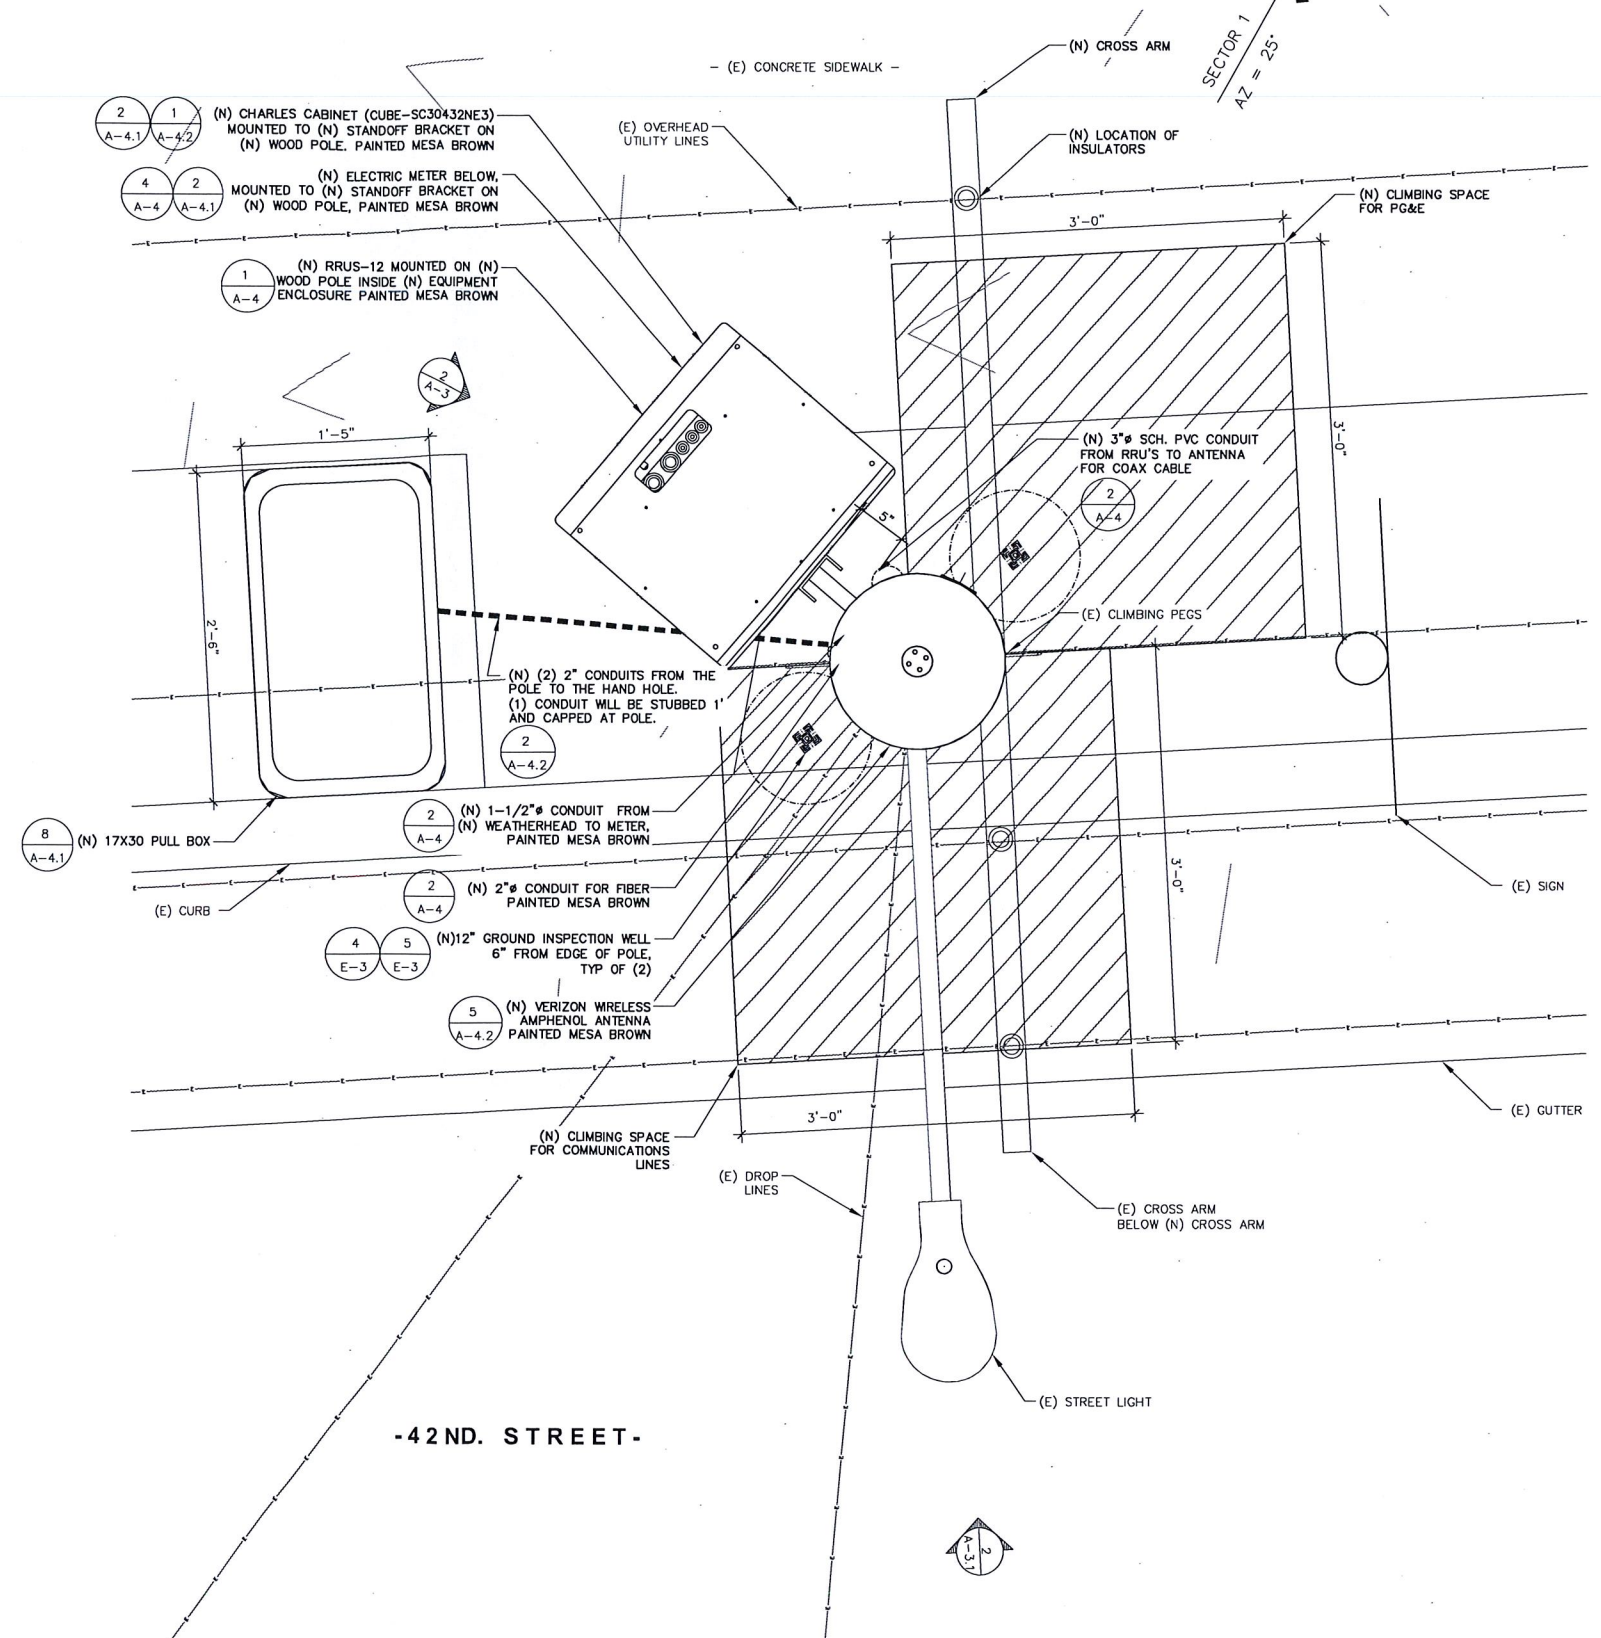 SECTOR 1
AZ = 25°
(N) CROSS ARM
- (E) CONCRETE SIDEWALK -
2
A-4.1
1
A-4.2
(N) CHARLES CABINET (CUBE-SC30432NE3)
MOUNTED TO (N) STANDOFF BRACKET ON
(N) WOOD POLE. PAINTED MESA BROWN
(E) OVERHEAD
UTILITY LINES
(N) LOCATION OF
INSULATORS
4
A-4
2
A-4.1
(N) ELECTRIC METER BELOW,
MOUNTED TO (N) STANDOFF BRACKET ON
(N) WOOD POLE, PAINTED MESA BROWN
(N) CLIMBING SPACE
FOR PG&E
3'-0"
1
A-4
(N) RRUS-12 MOUNTED ON (N)
WOOD POLE INSIDE (N) EQUIPMENT
ENCLOSURE PAINTED MESA BROWN
2
A-3
1'-5"
3'-0"
(N) 3"ø SCH. PVC CONDUIT
FROM RRU'S TO ANTENNA
FOR COAX CABLE
2
A-4
5"
(E) CLIMBING PEGS
2'-6"
(N) (2) 2" CONDUITS FROM THE
POLE TO THE HAND HOLE.
(1) CONDUIT WILL BE STUBBED 1'
AND CAPPED AT POLE.
2
A-4.2
8
A-4.1
(N) 17X30 PULL BOX
2
A-4
(N) 1-1/2"ø CONDUIT FROM
(N) WEATHERHEAD TO METER,
PAINTED MESA BROWN
3'-0"
(E) SIGN
(E) CURB
2
A-4
(N) 2"ø CONDUIT FOR FIBER
PAINTED MESA BROWN
4
E-3
5
E-3
(N)12" GROUND INSPECTION WELL
6" FROM EDGE OF POLE,
TYP OF (2)
5
A-4.2
(N) VERIZON WIRELESS
AMPHENOL ANTENNA
PAINTED MESA BROWN
3'-0"
(E) GUTTER
(N) CLIMBING SPACE
FOR COMMUNICATIONS
LINES
(E) DROP
LINES
(E) CROSS ARM
BELOW (N) CROSS ARM
(E) STREET LIGHT
-42ND. STREET-
2
A-3.1